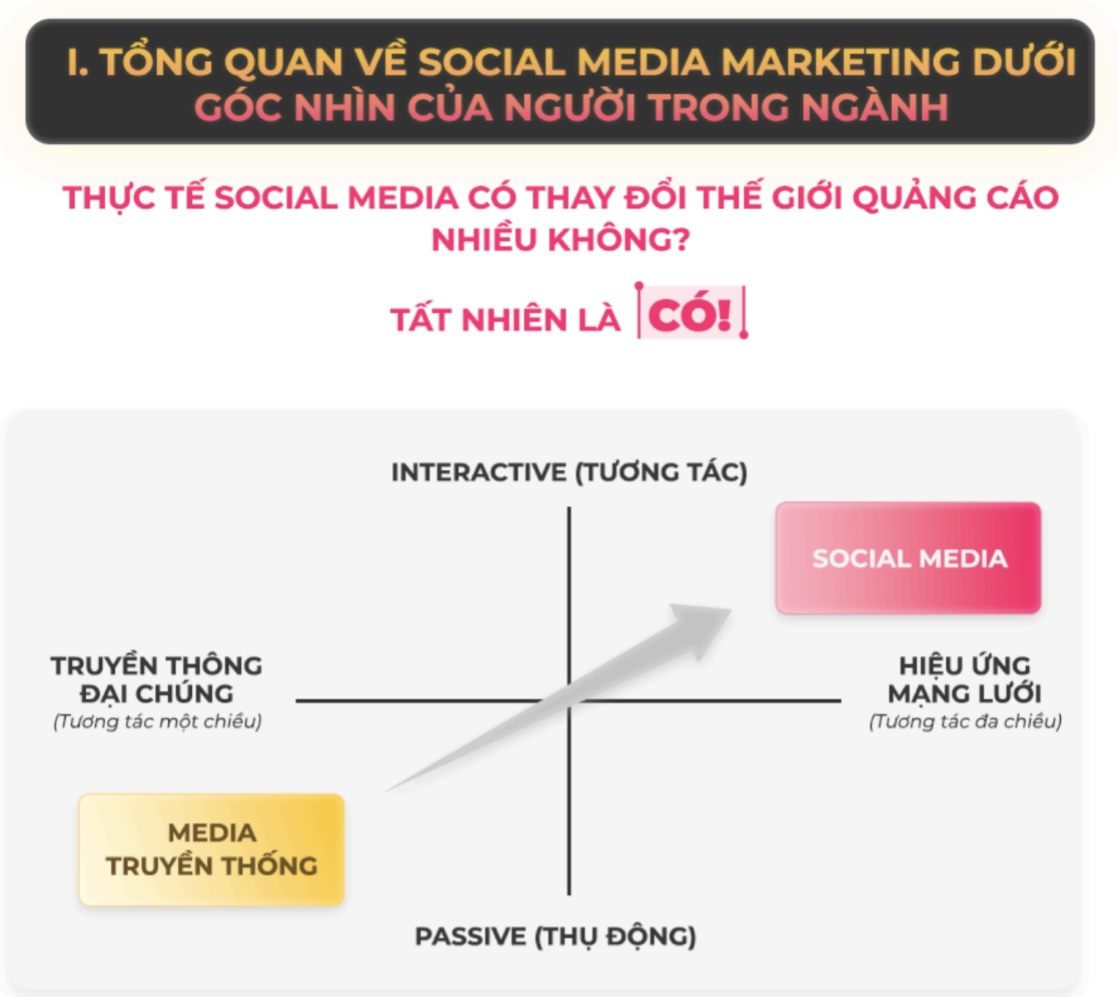 I. TỔNG QUAN VỀ SOCIAL MEDIA MARKETING DƯỚI
GÓC NHÌN CỦA NGƯỜI TRONG NGÀNH
THỰC TẾ SOCIAL MEDIA CÓ THAY ĐỔI THẾ GIỚI QUẢNG CÁO
NHIỀU KHÔNG?
TẤT NHIÊN LÀ CÓ!
INTERACTIVE (TƯƠNG TÁC)
SOCIAL MEDIA
TRUYỀN THÔNG
ĐẠI CHÚNG
(Tương tác một chiều)
HIỆU ỨNG
MẠNG LƯỚI
(Tương tác đa chiều)
MEDIA
TRUYỀN THỐNG
PASSIVE (THỤ ĐỘNG)